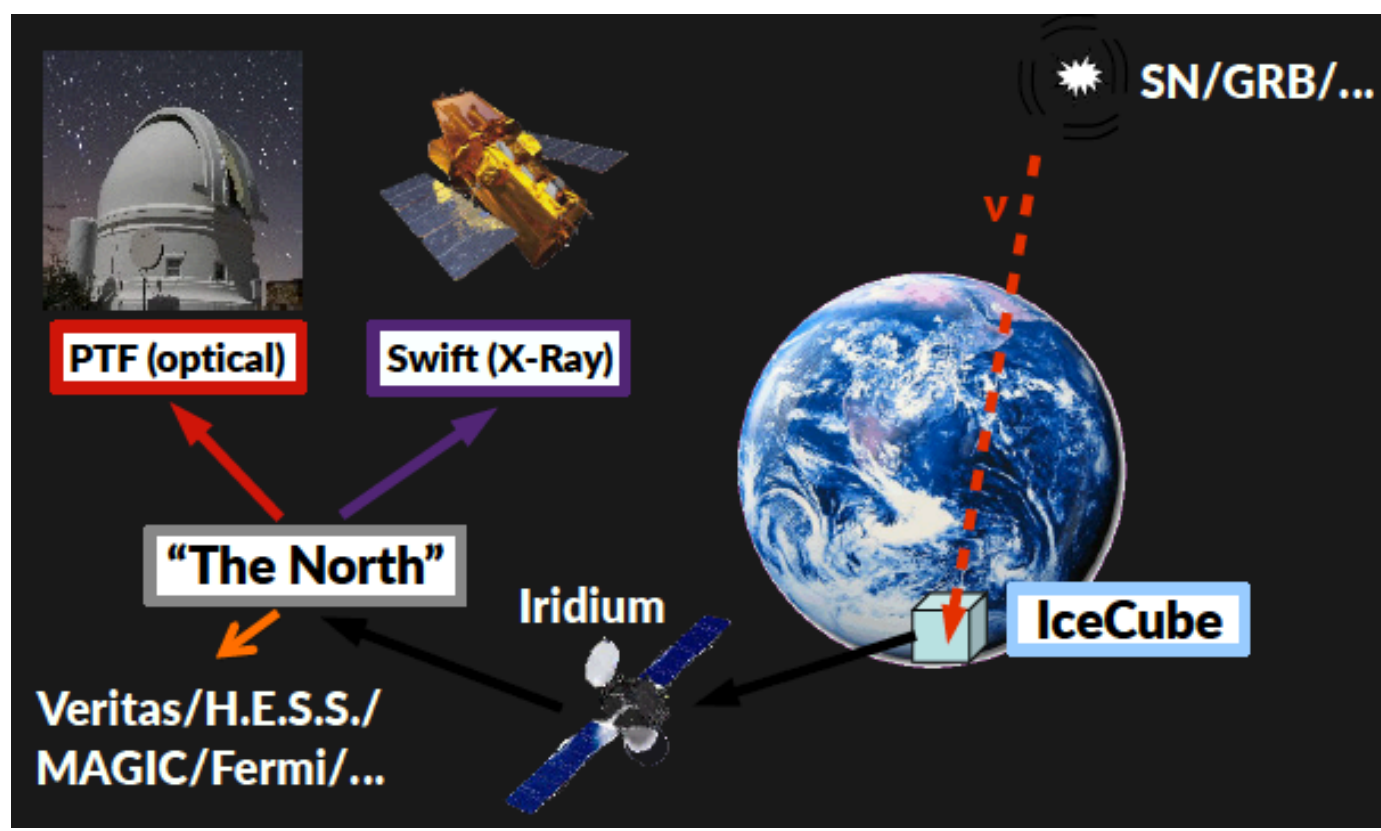 SN/GRB/...
ν
PTF (optical)
Swift (X-Ray)
“The North”
Iridium
IceCube
Veritas/H.E.S.S./
MAGIC/Fermi/...